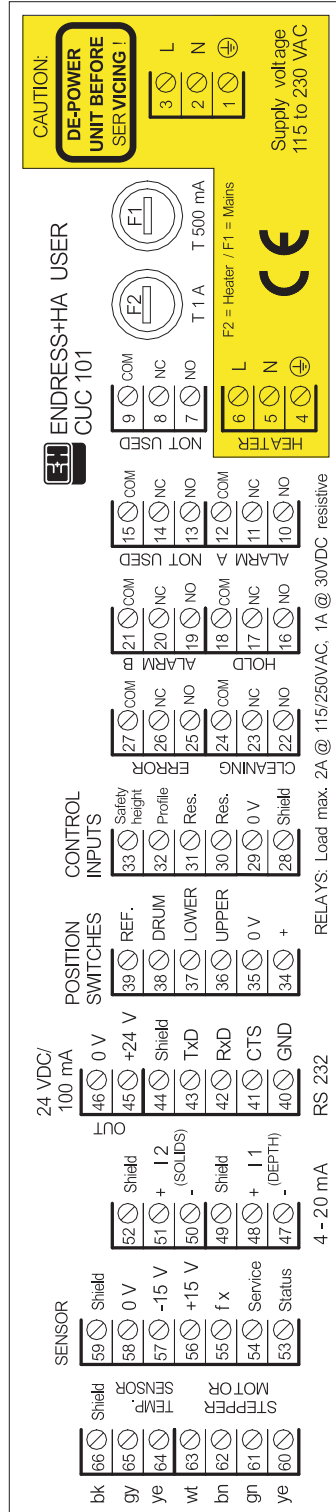 CAUTION:
DE-POWER
UNIT BEFORE
SERVICING !
3 L
2 N
1
Supply voltage
115 to 230 VAC
F1
T 500 mA
F2
T 1 A
F2 = Heater / F1 = Mains
CE
6 L
5 N
4
HEATER
E+H ENDRESS+HA USER
CUC 101
9 COM
8 NC
7 NO
NOT USED
15 COM
14 NC
13 NO
NOT USED
12 COM
11 NC
10 NO
ALARM A
21 COM
20 NC
19 NO
ALARM B
18 COM
17 NC
16 NO
HOLD
27 COM
26 NC
25 NO
ERROR
24 COM
23 NC
22 NO
CLEANING
RELAYS: Load max. 2A @ 115/250VAC, 1A @ 30VDC resistive
CONTROL
INPUTS
33 Safety
height
32 Profile
31 Res.
30 Res.
29 0 V
28 Shield
POSITION
SWITCHES
39 REF.
38 DRUM
37 LOWER
36 UPPER
35 0 V
34 +
24 VDC/
100 mA
OUT
46 0 V
45 +24 V
44 Shield
43 TxD
42 RxD
41 CTS
40 GND
RS 232
52 Shield
51 +
I 2
(SOLIDS)
50 -
49 Shield
48 +
I 1
(DEPTH)
47 -
4 - 20 mA
SENSOR
59 Shield
58 0 V
57 -15 V
56 +15 V
55 f x
54 Service
53 Status
bk 66 Shield
gy 65
ye 64
TEMP.
SENSOR
wt 63
bn 62
gn 61
ye 60
STEPPER
MOTOR